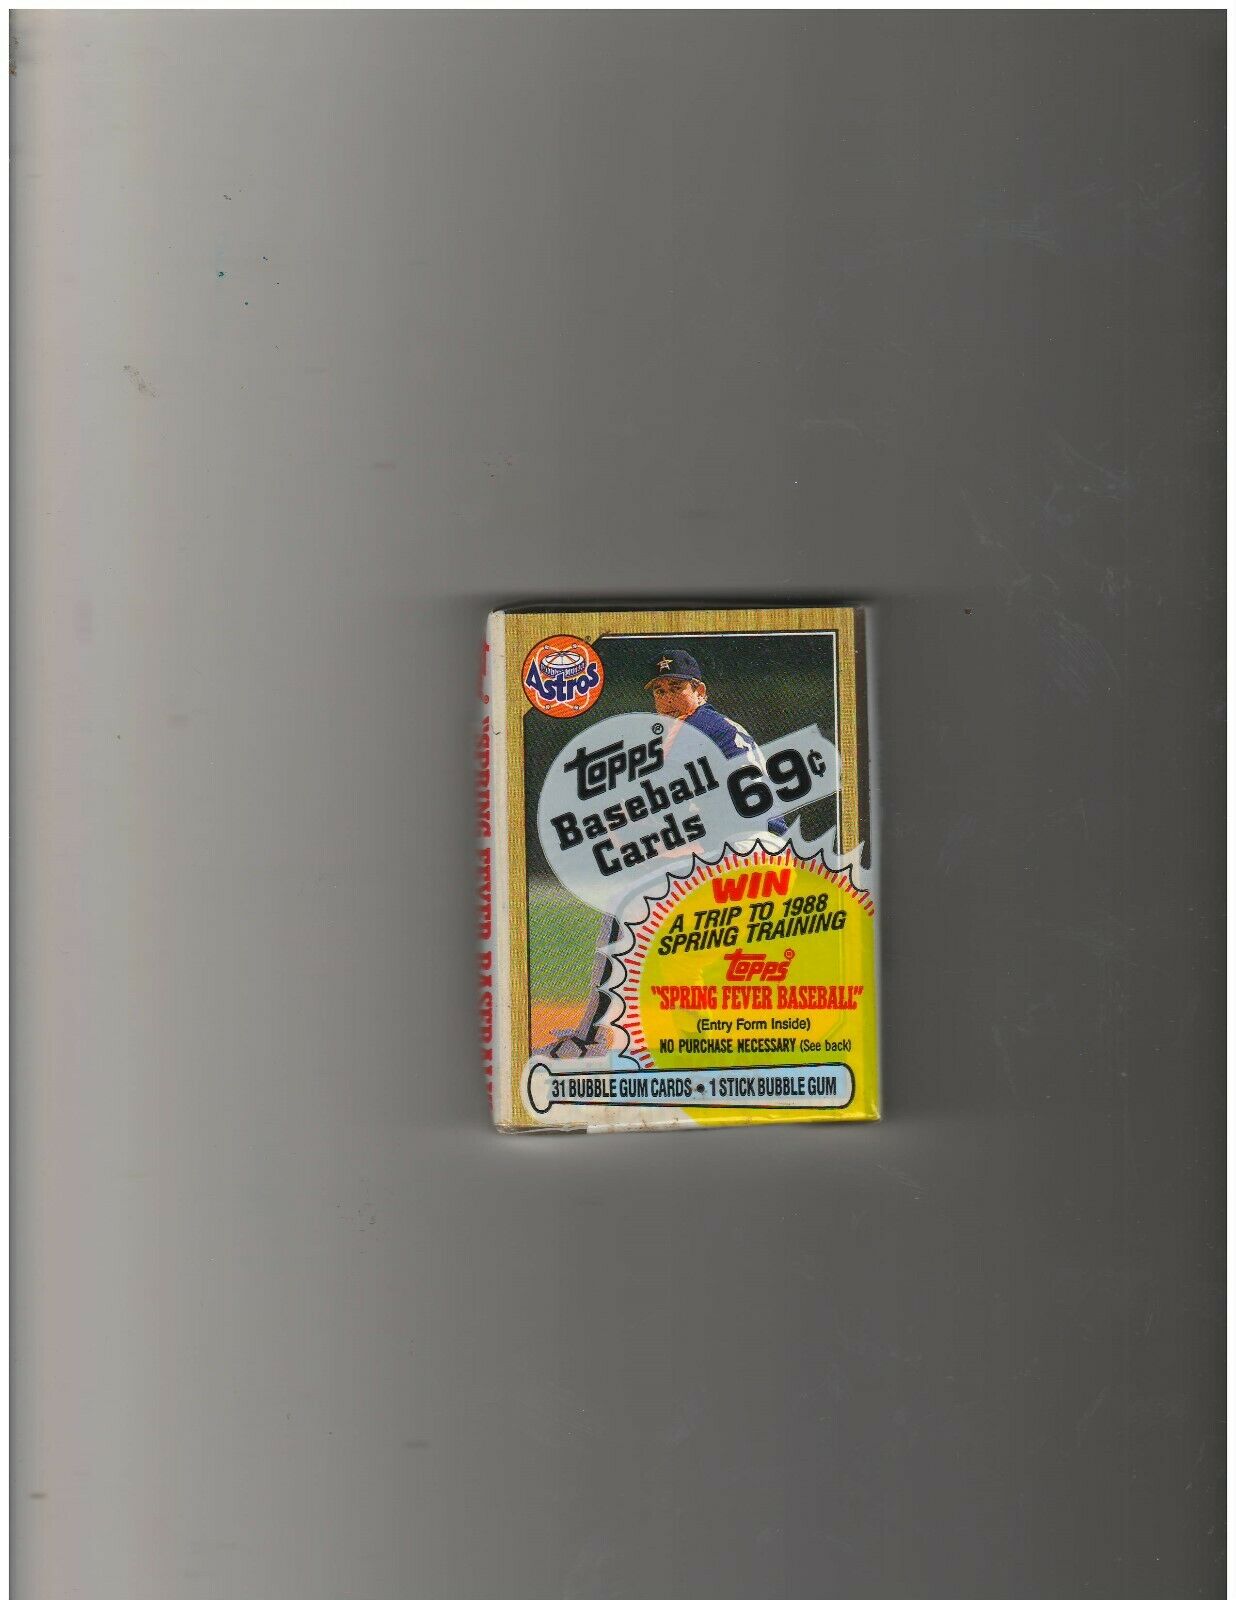 Astros
topps®
Baseball
Cards
69¢
WIN
A TRIP TO 1988
SPRING TRAINING
topps®
"SPRING FEVER BASEBALL"
(Entry Form Inside)
NO PURCHASE NECESSARY (See back)
31 BUBBLE GUM CARDS • 1 STICK BUBBLE GUM
"SPRING FEVER BASEBALL